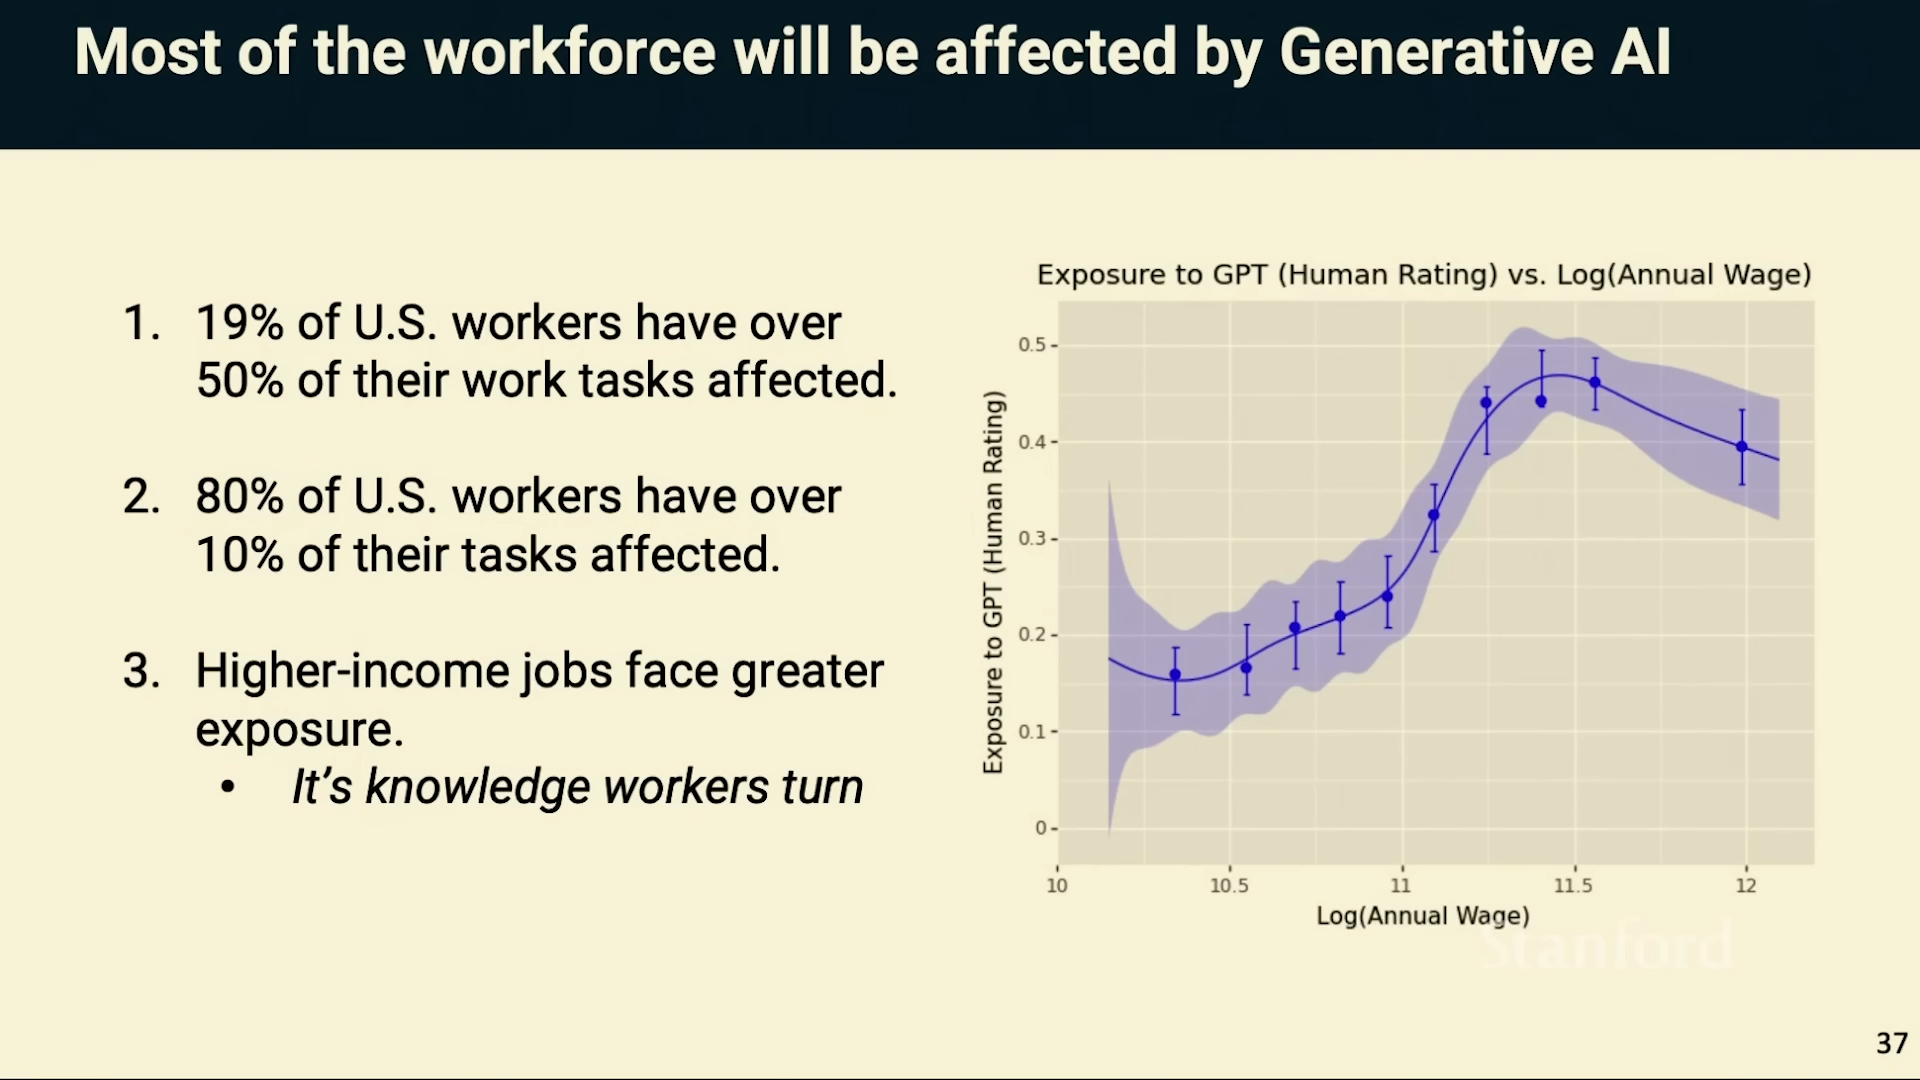 Most of the workforce will be affected by Generative AI
1. 19% of U.S. workers have over
50% of their work tasks affected.
2. 80% of U.S. workers have over
10% of their tasks affected.
3. Higher-income jobs face greater
exposure.
• It’s knowledge workers turn
Exposure to GPT (Human Rating) vs. Log(Annual Wage)
Exposure to GPT (Human Rating)
0.5
0.4
0.3
0.2
0.1
0
10 10.5 11 11.5 12
Log(Annual Wage)
Stanford
37